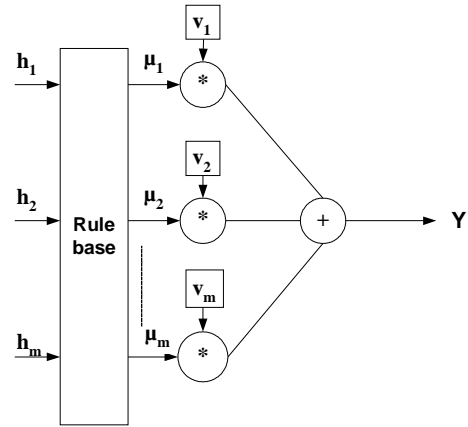 v₁
h₁
μ₁
*
v₂
h₂
μ₂
*
Rule
base
+
Y
vₘ
hₘ
μₘ
*